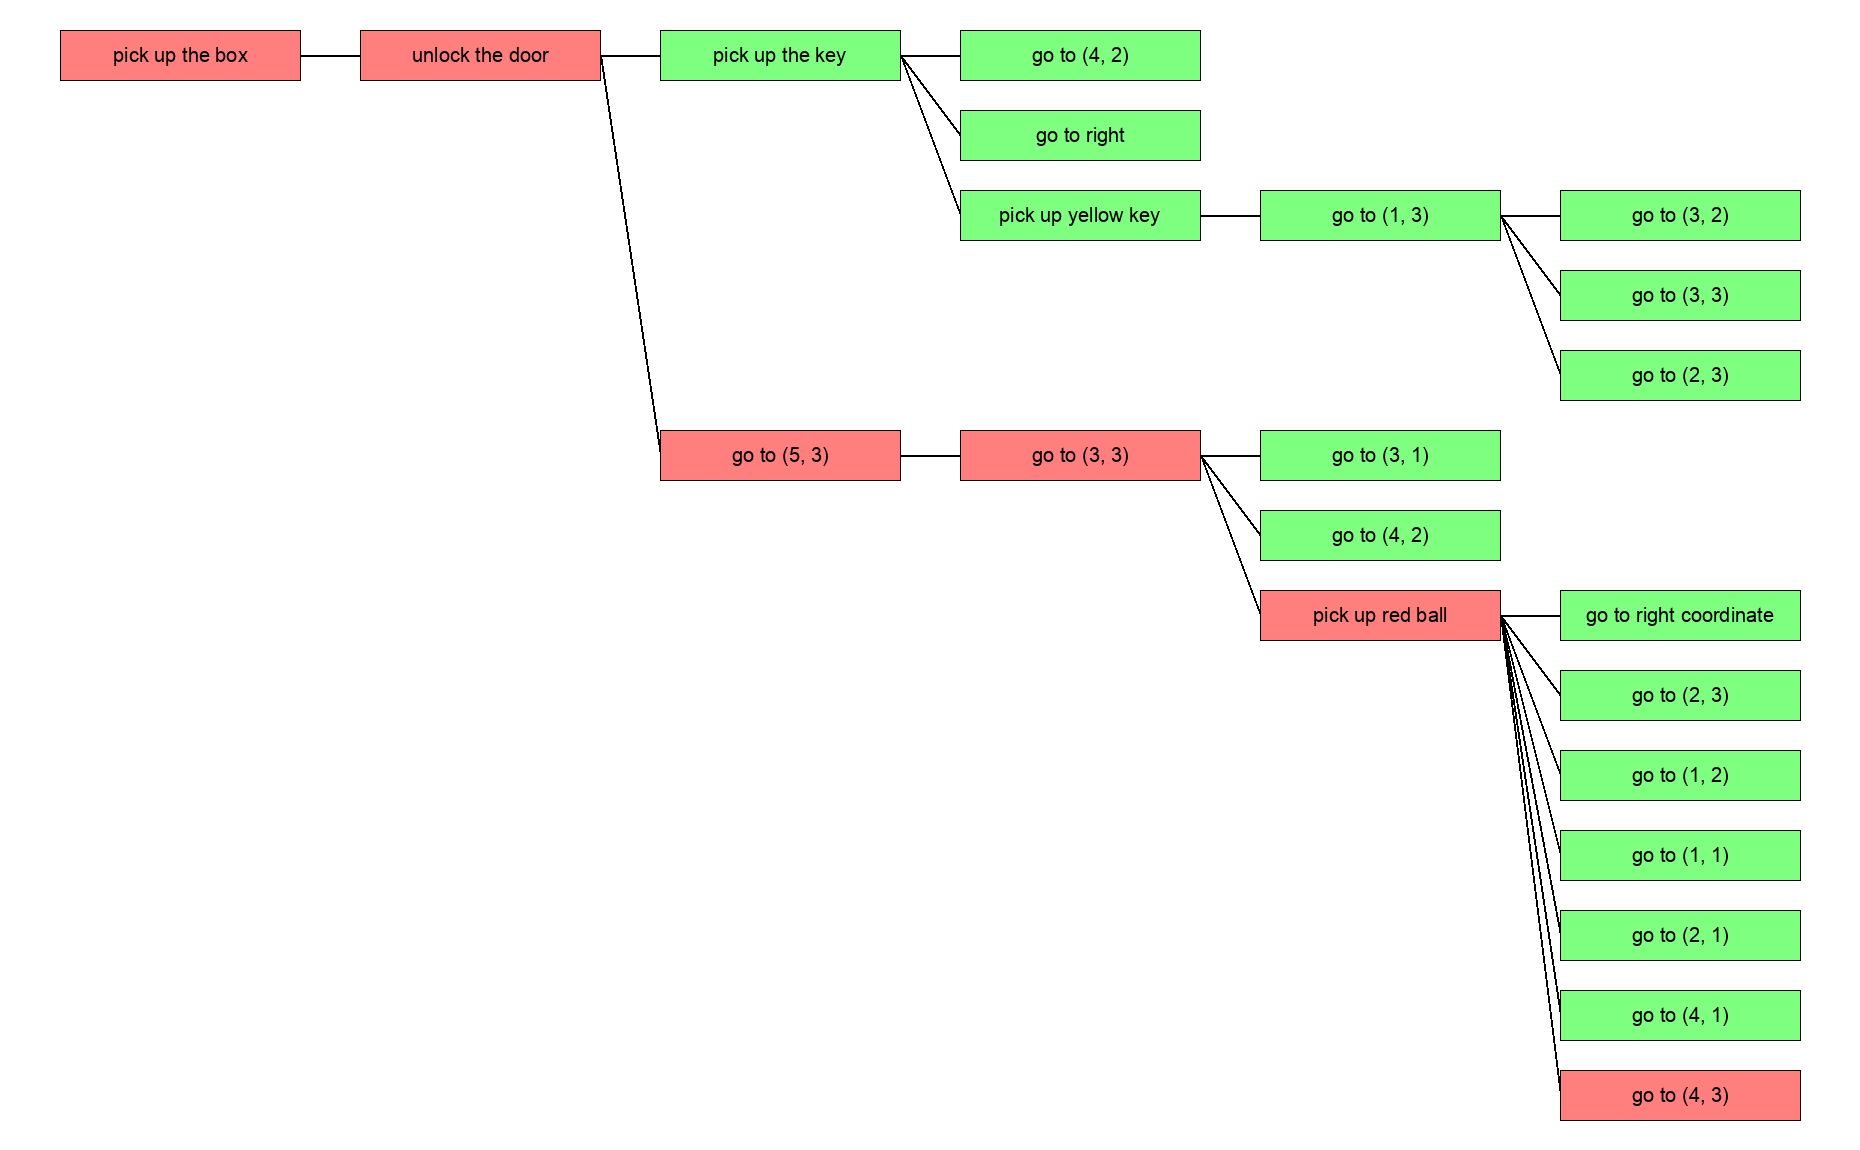 pick up the box
unlock the door
pick up the key
go to (4, 2)
go to right
pick up yellow key
go to (1, 3)
go to (3, 2)
go to (3, 3)
go to (2, 3)
go to (5, 3)
go to (3, 3)
go to (3, 1)
go to (4, 2)
pick up red ball
go to right coordinate
go to (2, 3)
go to (1, 2)
go to (1, 1)
go to (2, 1)
go to (4, 1)
go to (4, 3)